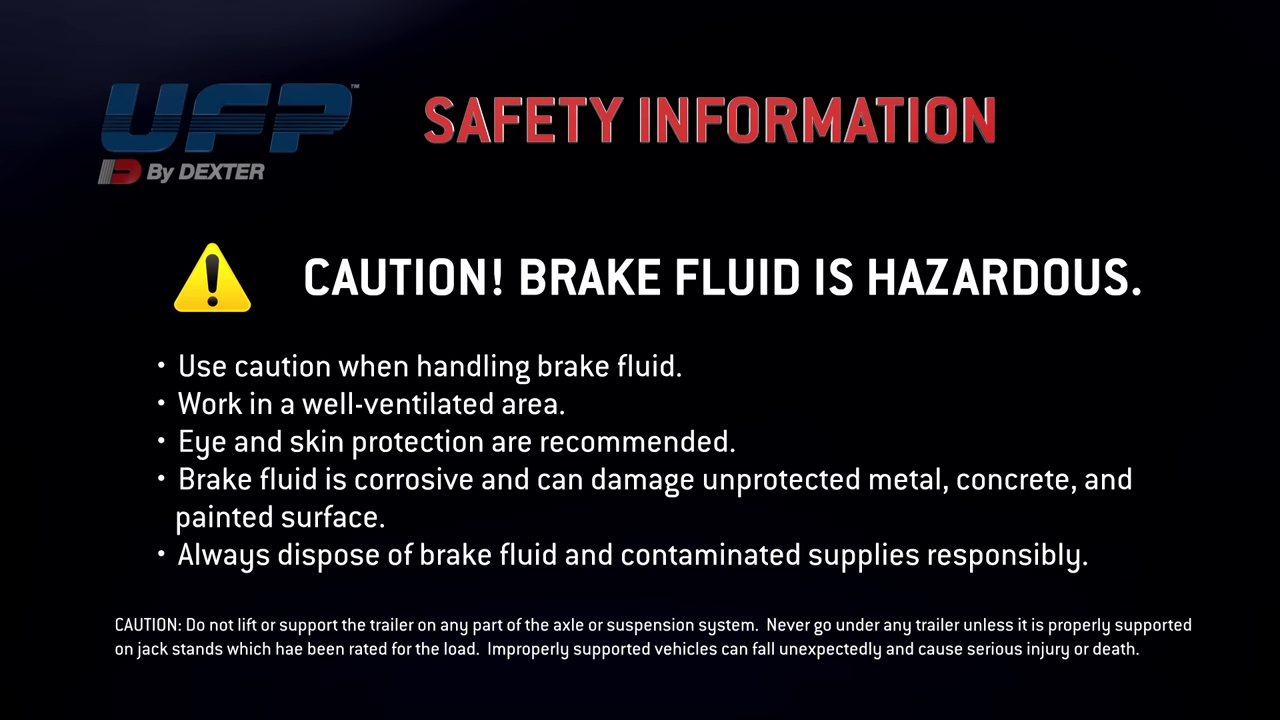 UFP™
SAFETY INFORMATION
By DEXTER
CAUTION! BRAKE FLUID IS HAZARDOUS.
• Use caution when handling brake fluid.
• Work in a well-ventilated area.
• Eye and skin protection are recommended.
• Brake fluid is corrosive and can damage unprotected metal, concrete, and
painted surface.
• Always dispose of brake fluid and contaminated supplies responsibly.
CAUTION: Do not lift or support the trailer on any part of the axle or suspension system. Never go under any trailer unless it is properly supported
on jack stands which hae been rated for the load. Improperly supported vehicles can fall unexpectedly and cause serious injury or death.